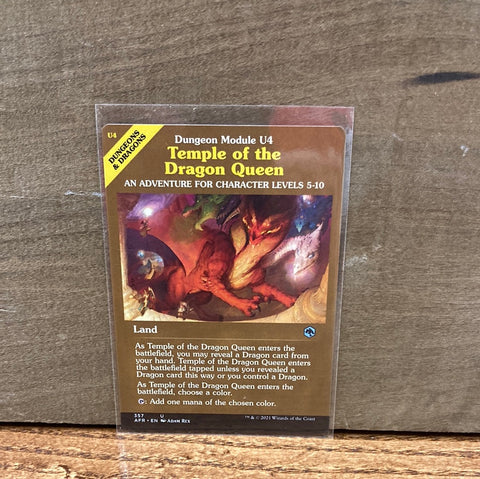 U4
DUNGEONS
& DRAGONS
Dungeon Module U4
Temple of the
Dragon Queen
AN ADVENTURE FOR CHARACTER LEVELS 5-10
Land
As Temple of the Dragon Queen enters the
battlefield, you may reveal a Dragon card from
your hand. Temple of the Dragon Queen enters
the battlefield tapped unless you revealed a
Dragon card this way or you control a Dragon.
As Temple of the Dragon Queen enters the
battlefield, choose a color.
: Add one mana of the chosen color.
357 U
AFR • EN ADAM REX
™ & © 2021 Wizards of the Coast